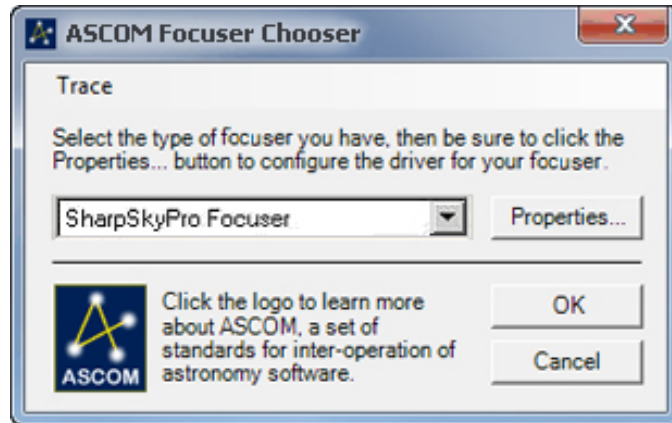 ASCOM Focuser Chooser
Trace
Select the type of focuser you have, then be sure to click the
Properties... button to configure the driver for your focuser.
SharpSkyPro Focuser
Properties...
Click the logo to learn more
about ASCOM, a set of
standards for inter-operation of
astronomy software.
ASCOM
OK
Cancel